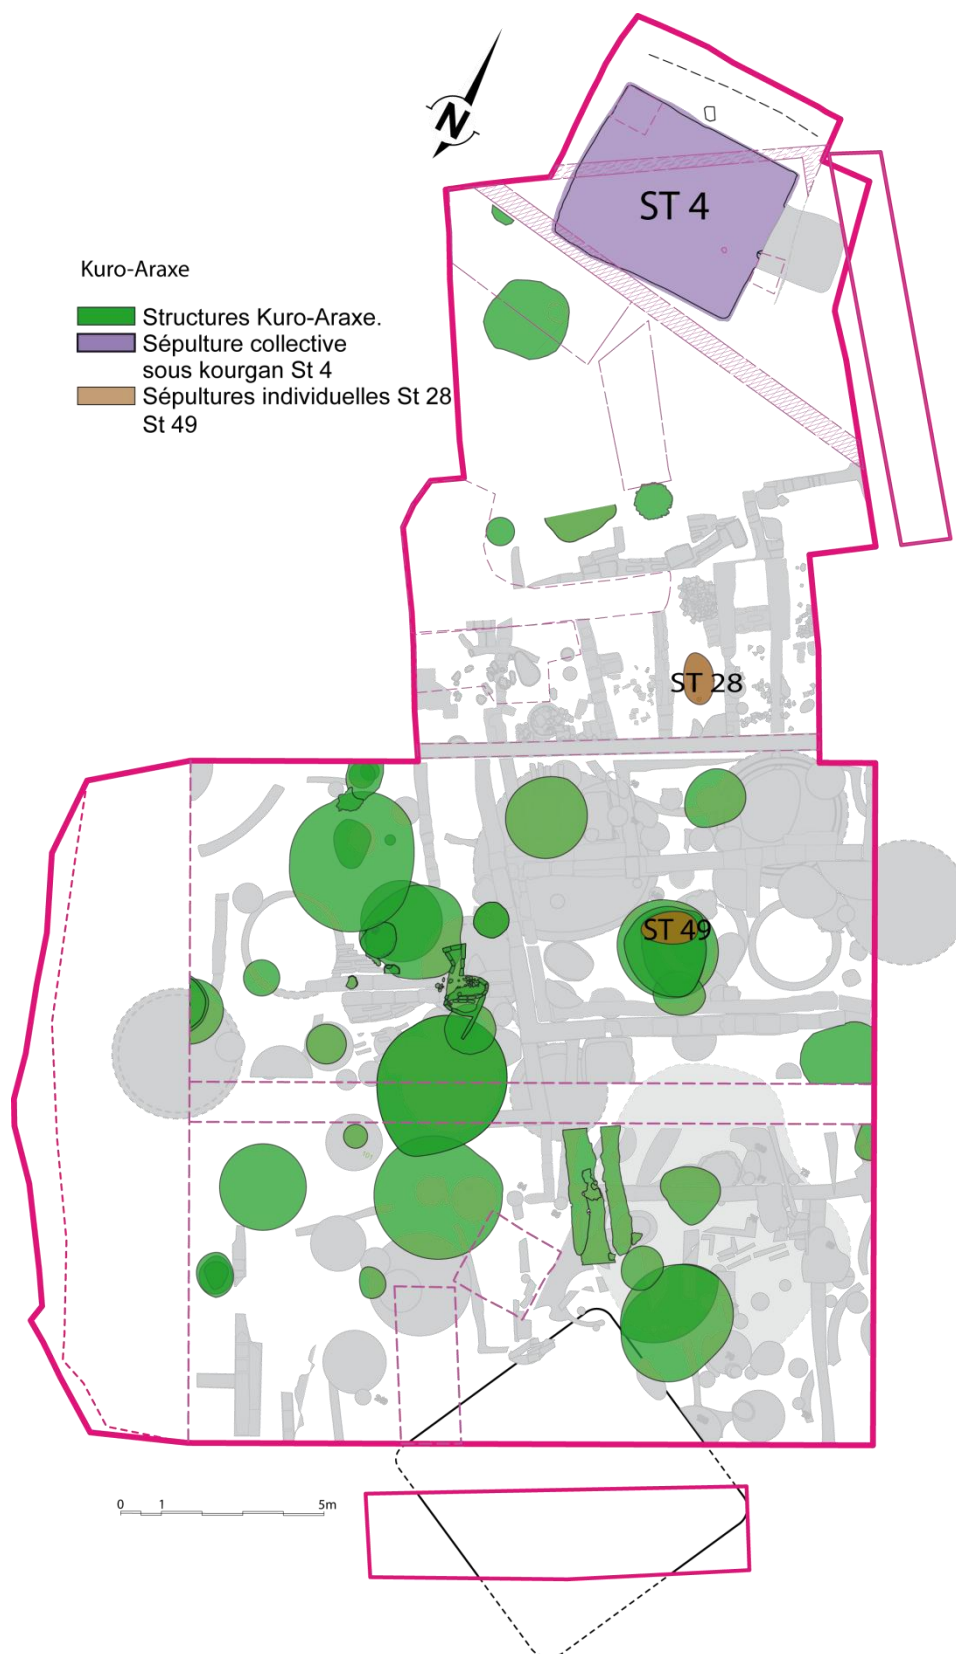 N
ST 4
Kuro-Araxe
Structures Kuro-Araxe.
Sépulture collective
sous kourgan St 4
Sépultures individuelles St 28
St 49
ST 28
ST 49
0 1 5m